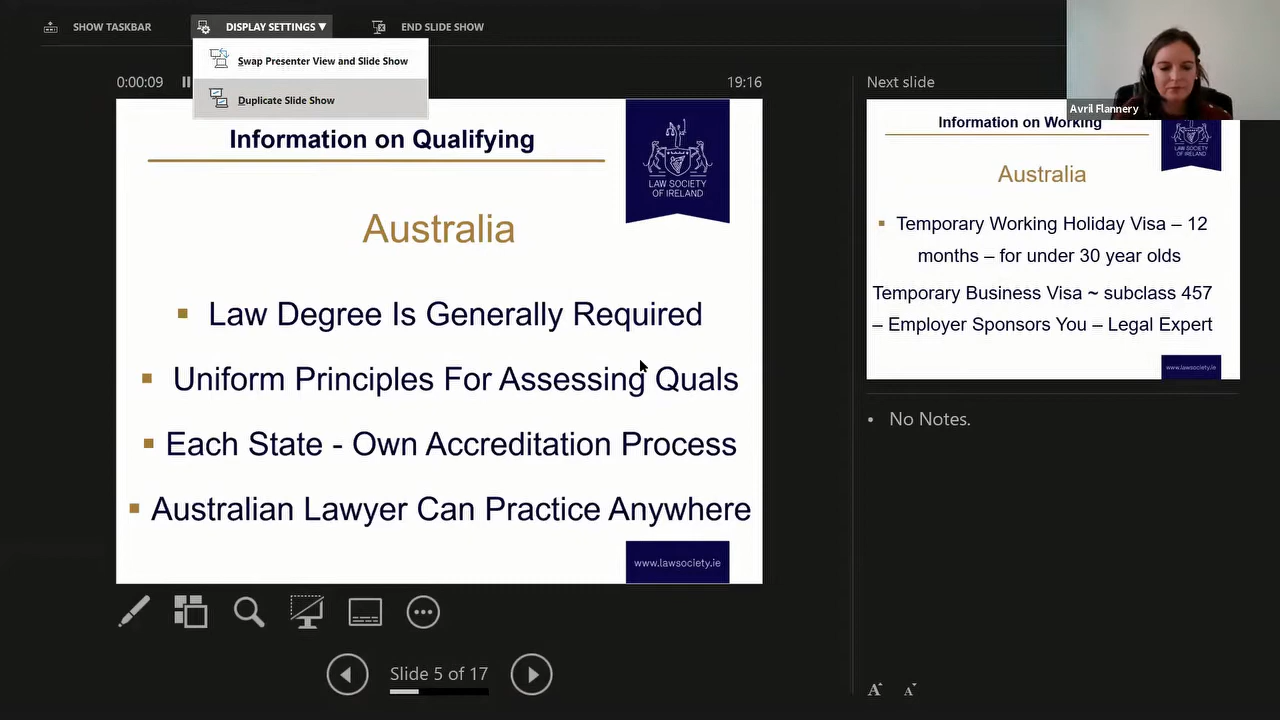 SHOW TASKBAR
DISPLAY SETTINGS ▼
END SLIDE SHOW
Swap Presenter View and Slide Show
Duplicate Slide Show
0:00:09
19:16
Information on Qualifying
LAW SOCIETY
OF IRELAND
Australia
▪ Law Degree Is Generally Required
▪ Uniform Principles For Assessing Quals
▪ Each State - Own Accreditation Process
▪ Australian Lawyer Can Practice Anywhere
www.lawsociety.ie
Slide 5 of 17
Next slide
Avril Flannery
Information on Working
LAW SOCIETY
OF IRELAND
Australia
▪ Temporary Working Holiday Visa – 12
months – for under 30 year olds
Temporary Business Visa ~ subclass 457
– Employer Sponsors You – Legal Expert
www.lawsociety.ie
• No Notes.
A A